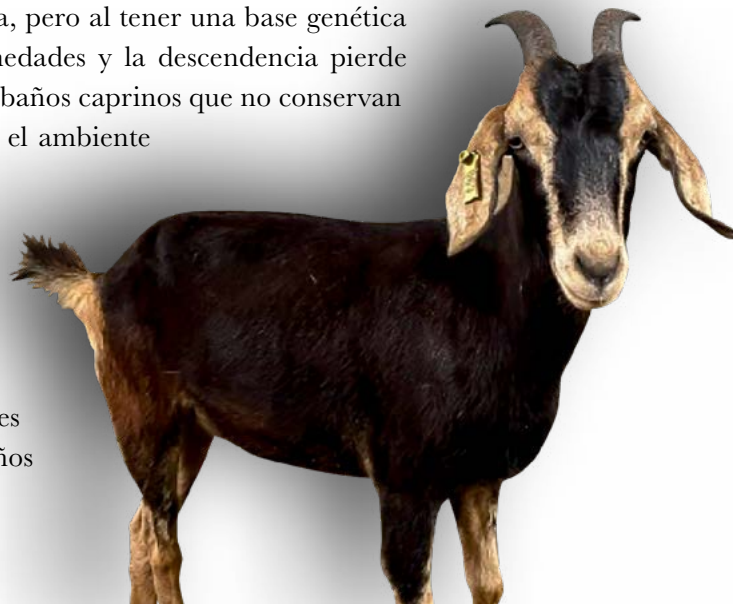 a, pero al tener una base genética
nedades y la descendencia pierde
baños caprinos que no conservan
el ambiente
es
ños